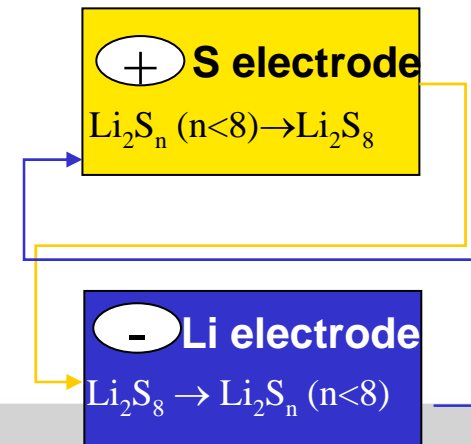 + S electrode
Li₂Sₙ (n<8)→Li₂S₈
- Li electrode
Li₂S₈ → Li₂Sₙ (n<8)